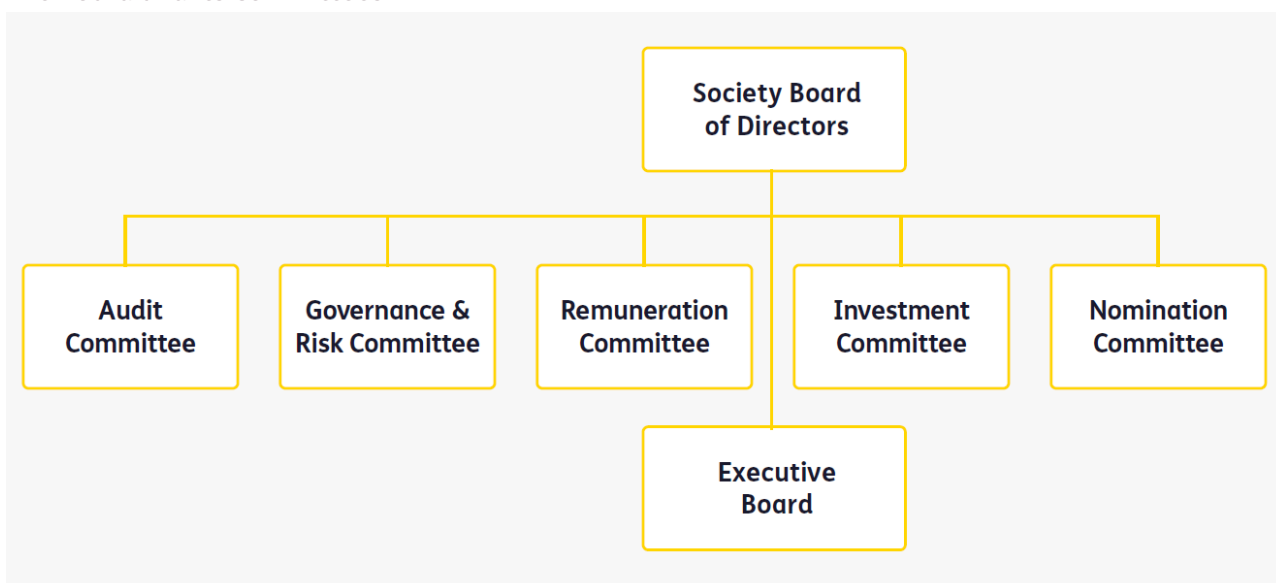 Society Board
of Directors
Audit
Committee
Governance &
Risk Committee
Remuneration
Committee
Investment
Committee
Nomination
Committee
Executive
Board